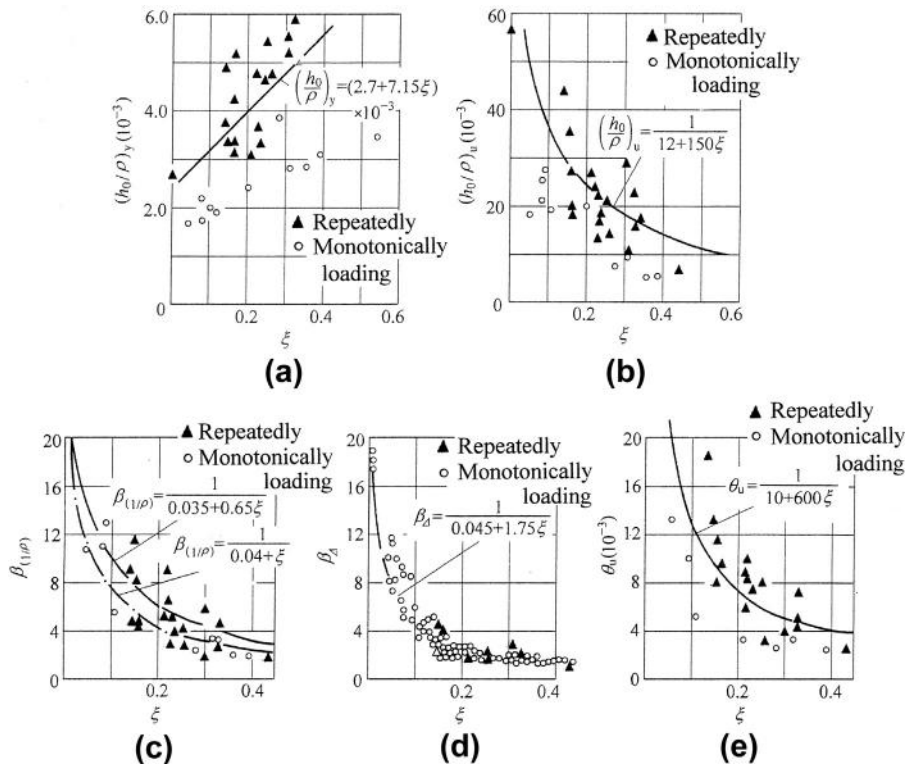 6.0
4.0
2.0
0
(h₀/ρ)y(10⁻³)
(h₀/ρ)y=(2.7+7.15ξ)
×10⁻³
▲ Repeatedly
○ Monotonically
loading
0.2 0.4 0.6
ξ
(a)
60
40
20
0
(h₀/ρ)u(10⁻³)
▲ Repeatedly
○ Monotonically
loading
(h₀/ρ)u=1/(12+150ξ)
0.2 0.4 0.6
ξ
(b)
20
16
12
8
4
0
β(1/ρ)
▲ Repeatedly
○ Monotonically
loading
β(1/ρ)=1/(0.035+0.65ξ)
β(1/ρ)=1/(0.04+ξ)
0.2 0.4
ξ
(c)
20
16
12
8
4
0
βΔ
▲ Repeatedly
○ Monotonically
loading
βΔ=1/(0.045+1.75ξ)
0.1 0.2 0.3 0.4
ξ
(d)
20
16
12
8
4
0
θu(10⁻³)
▲ Repeatedly
○ Monotonically
loading
θu=1/(10+600ξ)
0.2 0.4
ξ
(e)